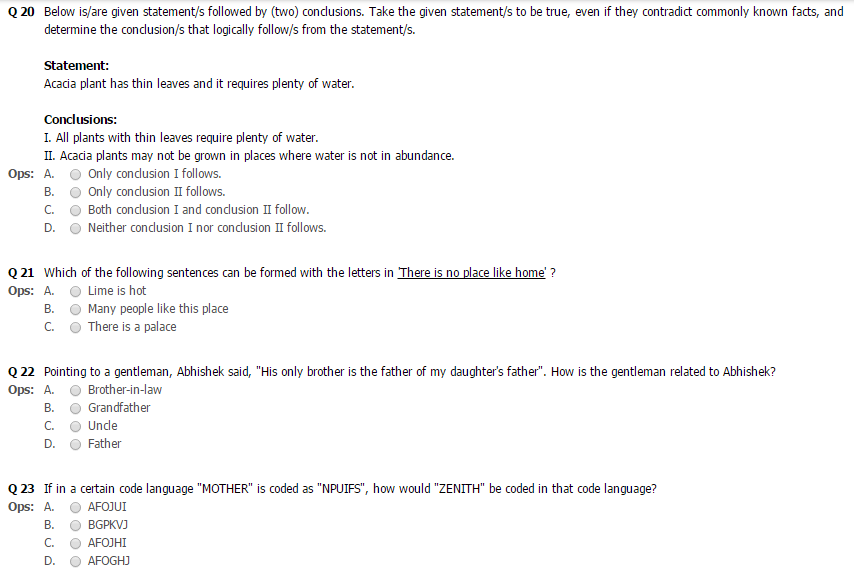 Q 20 Below is/are given statement/s followed by (two) conclusions. Take the given statement/s to be true, even if they contradict commonly known facts, and
determine the conclusion/s that logically follow/s from the statement/s.
Statement:
Acacia plant has thin leaves and it requires plenty of water.
Conclusions:
I. All plants with thin leaves require plenty of water.
II. Acacia plants may not be grown in places where water is not in abundance.
Ops: A. Only conclusion I follows.
B. Only conclusion II follows.
C. Both conclusion I and conclusion II follow.
D. Neither conclusion I nor conclusion II follows.
Q 21 Which of the following sentences can be formed with the letters in 'There is no place like home' ?
Ops: A. Lime is hot
B. Many people like this place
C. There is a palace
Q 22 Pointing to a gentleman, Abhishek said, "His only brother is the father of my daughter's father". How is the gentleman related to Abhishek?
Ops: A. Brother-in-law
B. Grandfather
C. Uncle
D. Father
Q 23 If in a certain code language "MOTHER" is coded as "NPUIFS", how would "ZENITH" be coded in that code language?
Ops: A. AFOJUI
B. BGPKVJ
C. AFOJHI
D. AFOGHJ